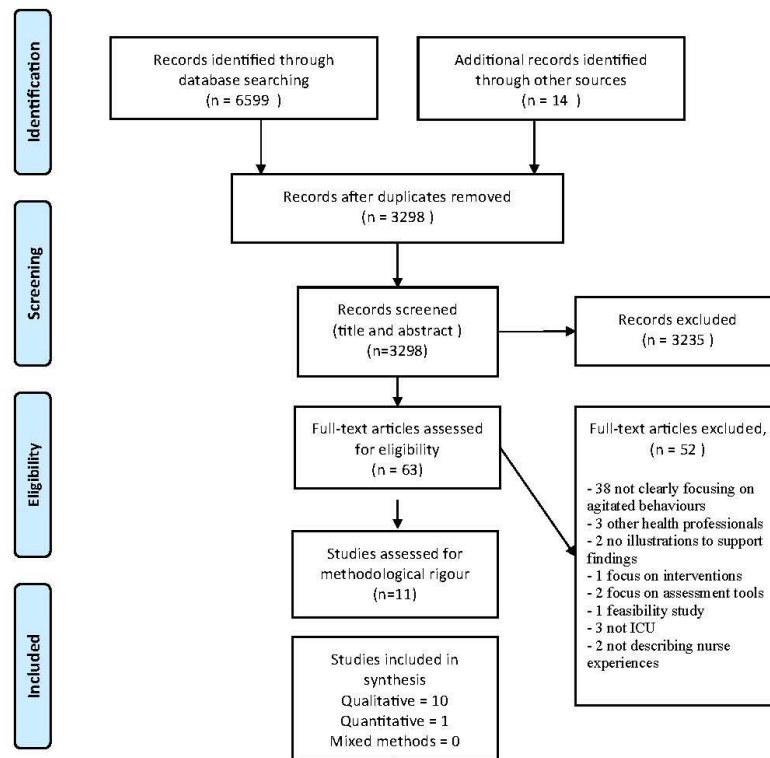 Identification
Records identified through
database searching
(n = 6599 )
Additional records identified
through other sources
(n = 14 )
Records after duplicates removed
(n = 3298 )
Screening
Records screened
(title and abstract )
(n=3298)
Records excluded
(n = 3235 )
Eligibility
Full-text articles assessed
for eligibility
(n = 63)
Full-text articles excluded,
(n = 52 )
- 38 not clearly focusing on
agitated behaviours
- 3 other health professionals
- 2 no illustrations to support
findings
- 1 focus on interventions
- 2 focus on assessment tools
- 1 feasibility study
- 3 not ICU
- 2 not describing nurse
experiences
Studies assessed for
methodological rigour
(n=11)
Included
Studies included in
synthesis
Qualitative = 10
Quantitative = 1
Mixed methods = 0